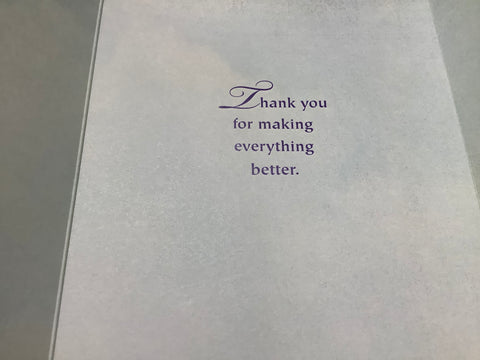 Thank you
for making
everything
better.